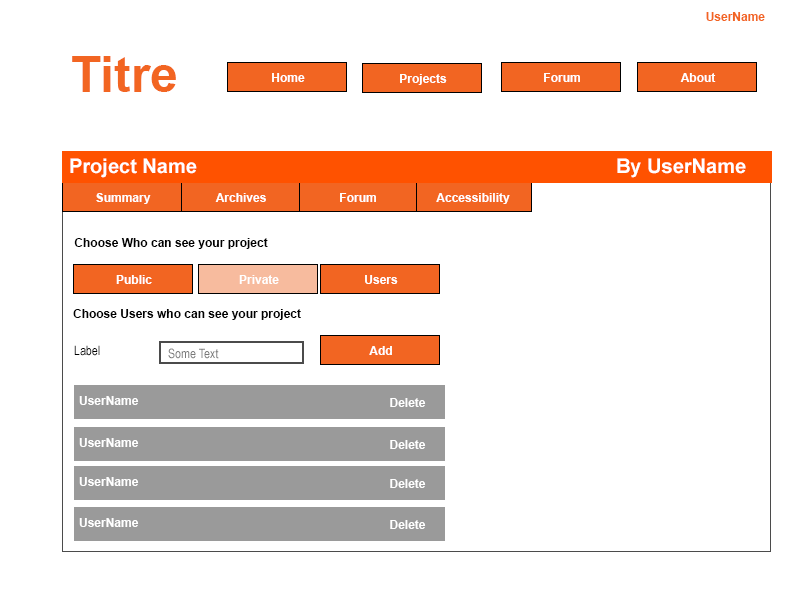 UserName
Titre
Home Projects Forum About
Project Name By UserName
Summary Archives Forum Accessibility
Choose Who can see your project
Public Private Users
Choose Users who can see your project
Label Some Text Add
UserName Delete
UserName Delete
UserName Delete
UserName Delete